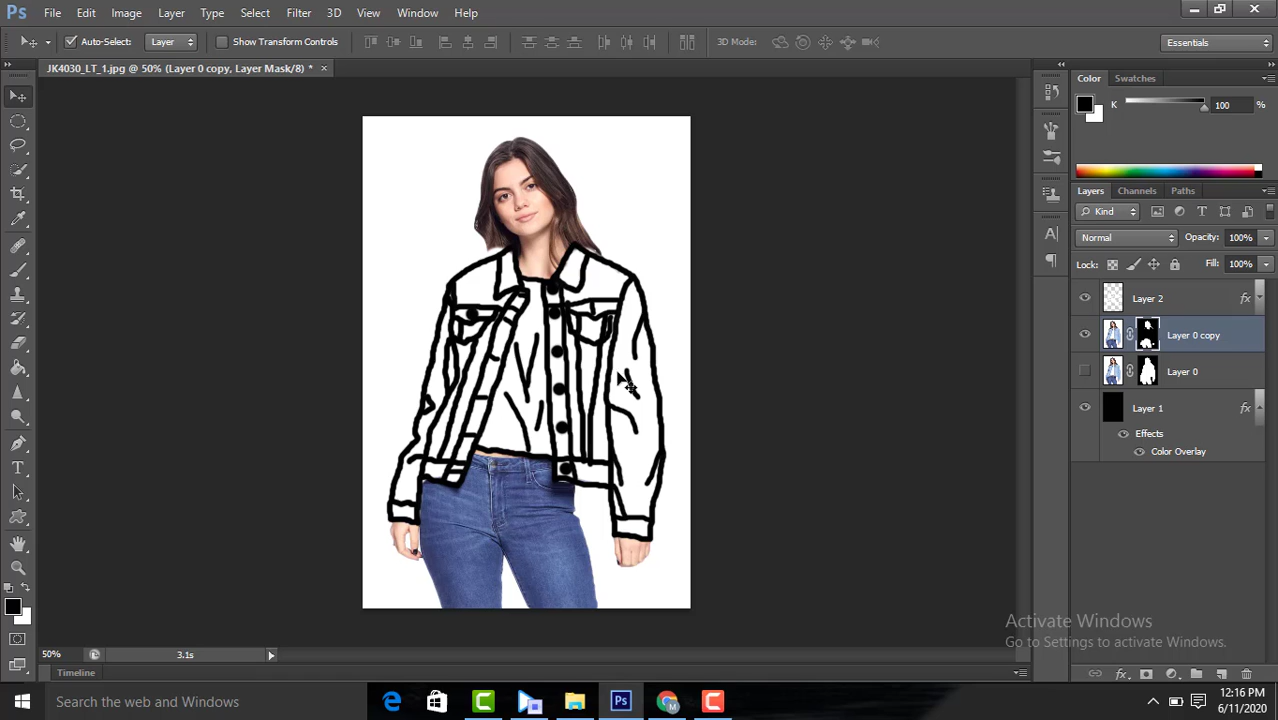 Ps File Edit Image Layer Type Select Filter 3D View Window Help
Auto-Select: Layer Show Transform Controls 3D Mode: Essentials
JK4030_LT_1.jpg @ 50% (Layer 0 copy, Layer Mask/8) * ×
Color Swatches
K 100 %
Layers Channels Paths
Kind
Normal Opacity: 100%
Lock: Fill: 100%
Layer 2 fx
Layer 0 copy
Layer 0
Layer 1 fx
Effects
Color Overlay
Activate Windows
Go to Settings to activate Windows.
50% 3.1s
Timeline
Search the web and Windows
12:16 PM
6/11/2020